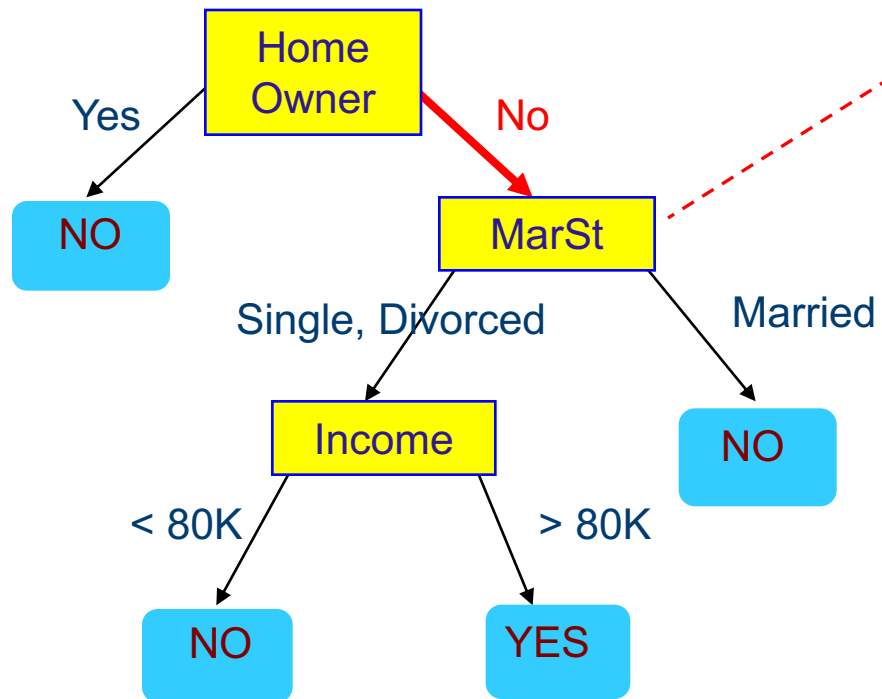 Home
Owner
Yes
No
NO
MarSt
Single, Divorced
Married
Income
NO
< 80K
> 80K
NO
YES